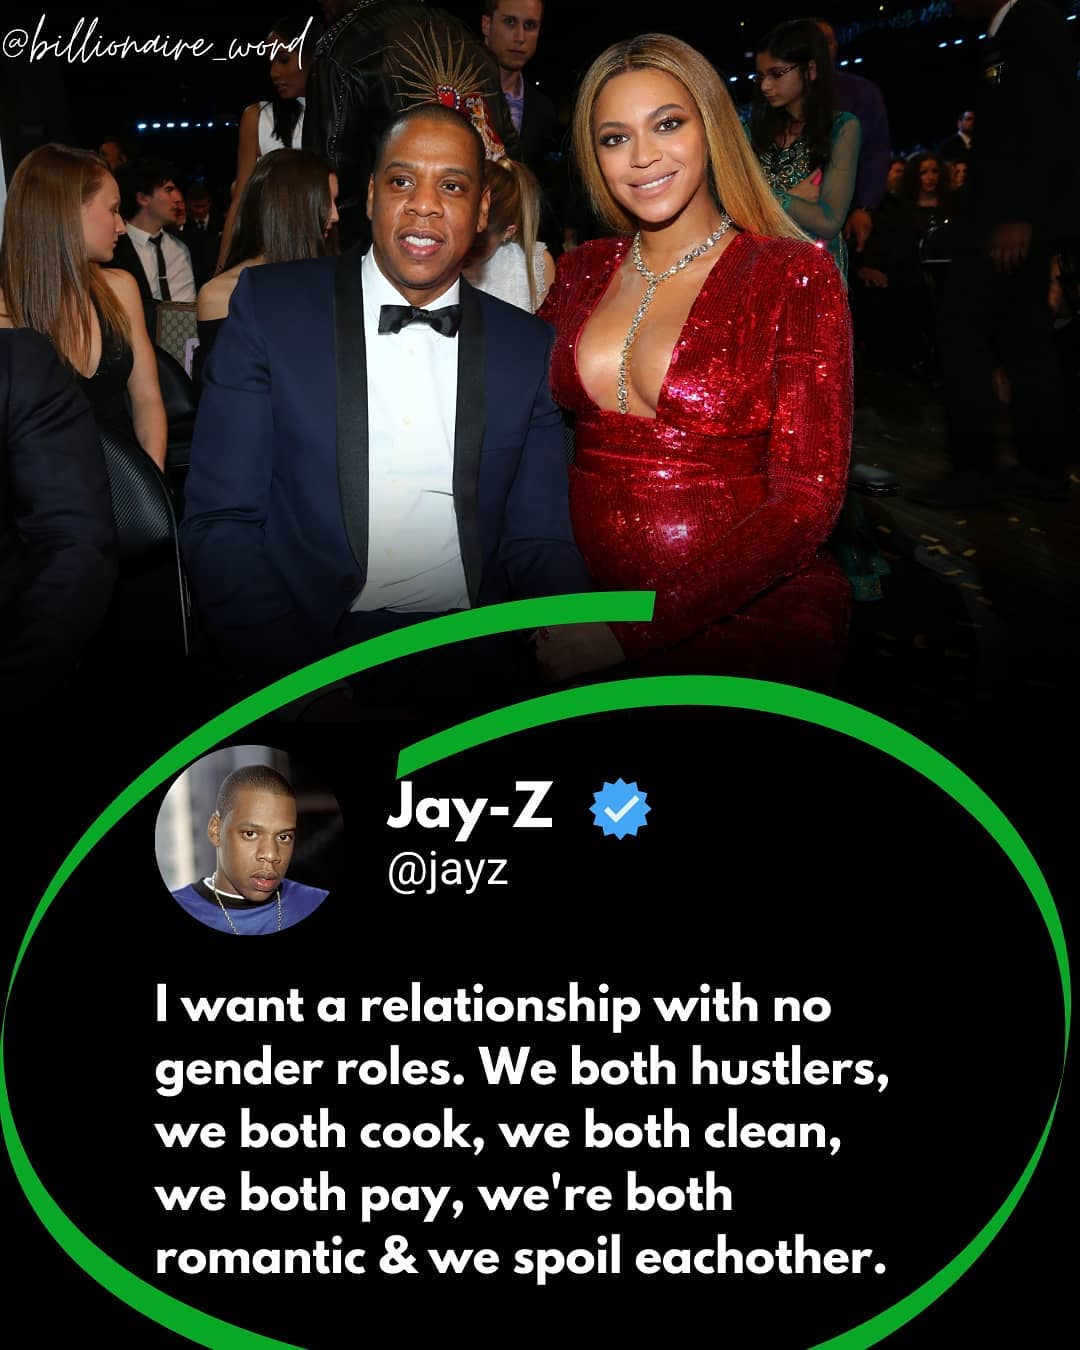 @billionaire_word
Jay-Z
@jayz
I want a relationship with no
gender roles. We both hustlers,
we both cook, we both clean,
we both pay, we're both
romantic & we spoil eachother.